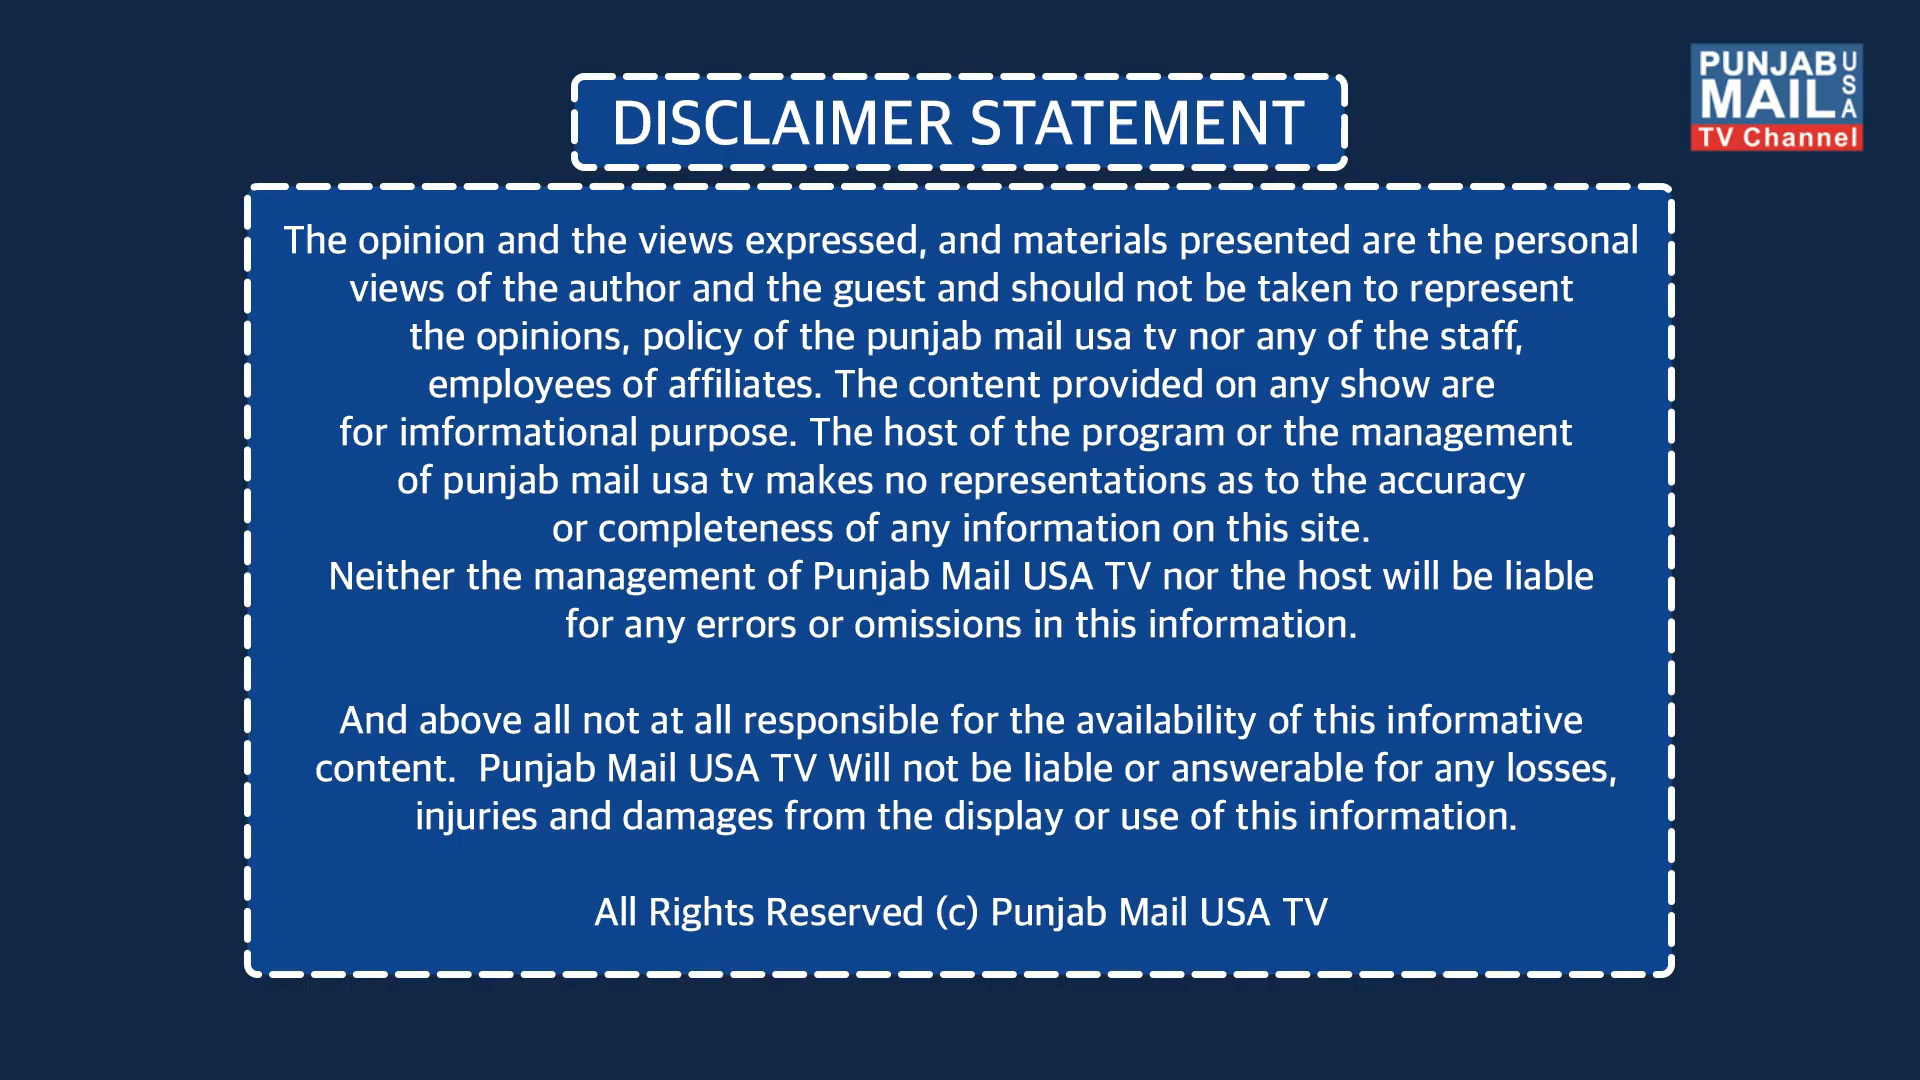 DISCLAIMER STATEMENT
PUNJAB USA
MAIL
TV Channel
The opinion and the views expressed, and materials presented are the personal
views of the author and the guest and should not be taken to represent
the opinions, policy of the punjab mail usa tv nor any of the staff,
employees of affiliates. The content provided on any show are
for imformational purpose. The host of the program or the management
of punjab mail usa tv makes no representations as to the accuracy
or completeness of any information on this site.
Neither the management of Punjab Mail USA TV nor the host will be liable
for any errors or omissions in this information.
And above all not at all responsible for the availability of this informative
content.  Punjab Mail USA TV Will not be liable or answerable for any losses,
injuries and damages from the display or use of this information.
All Rights Reserved (c) Punjab Mail USA TV